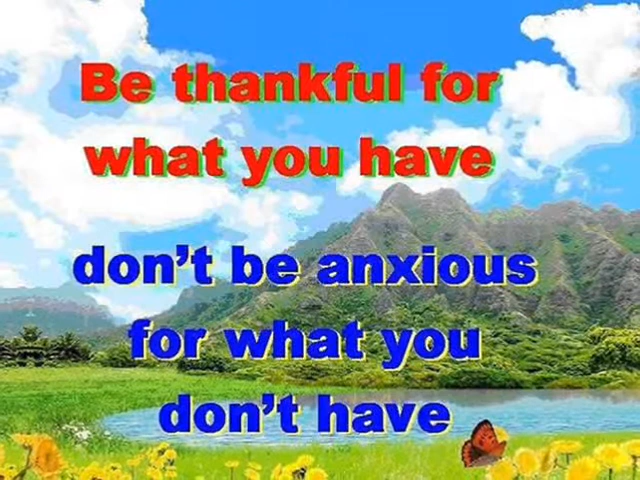 Be thankful for
what you have
don't be anxious
for what you
don't have